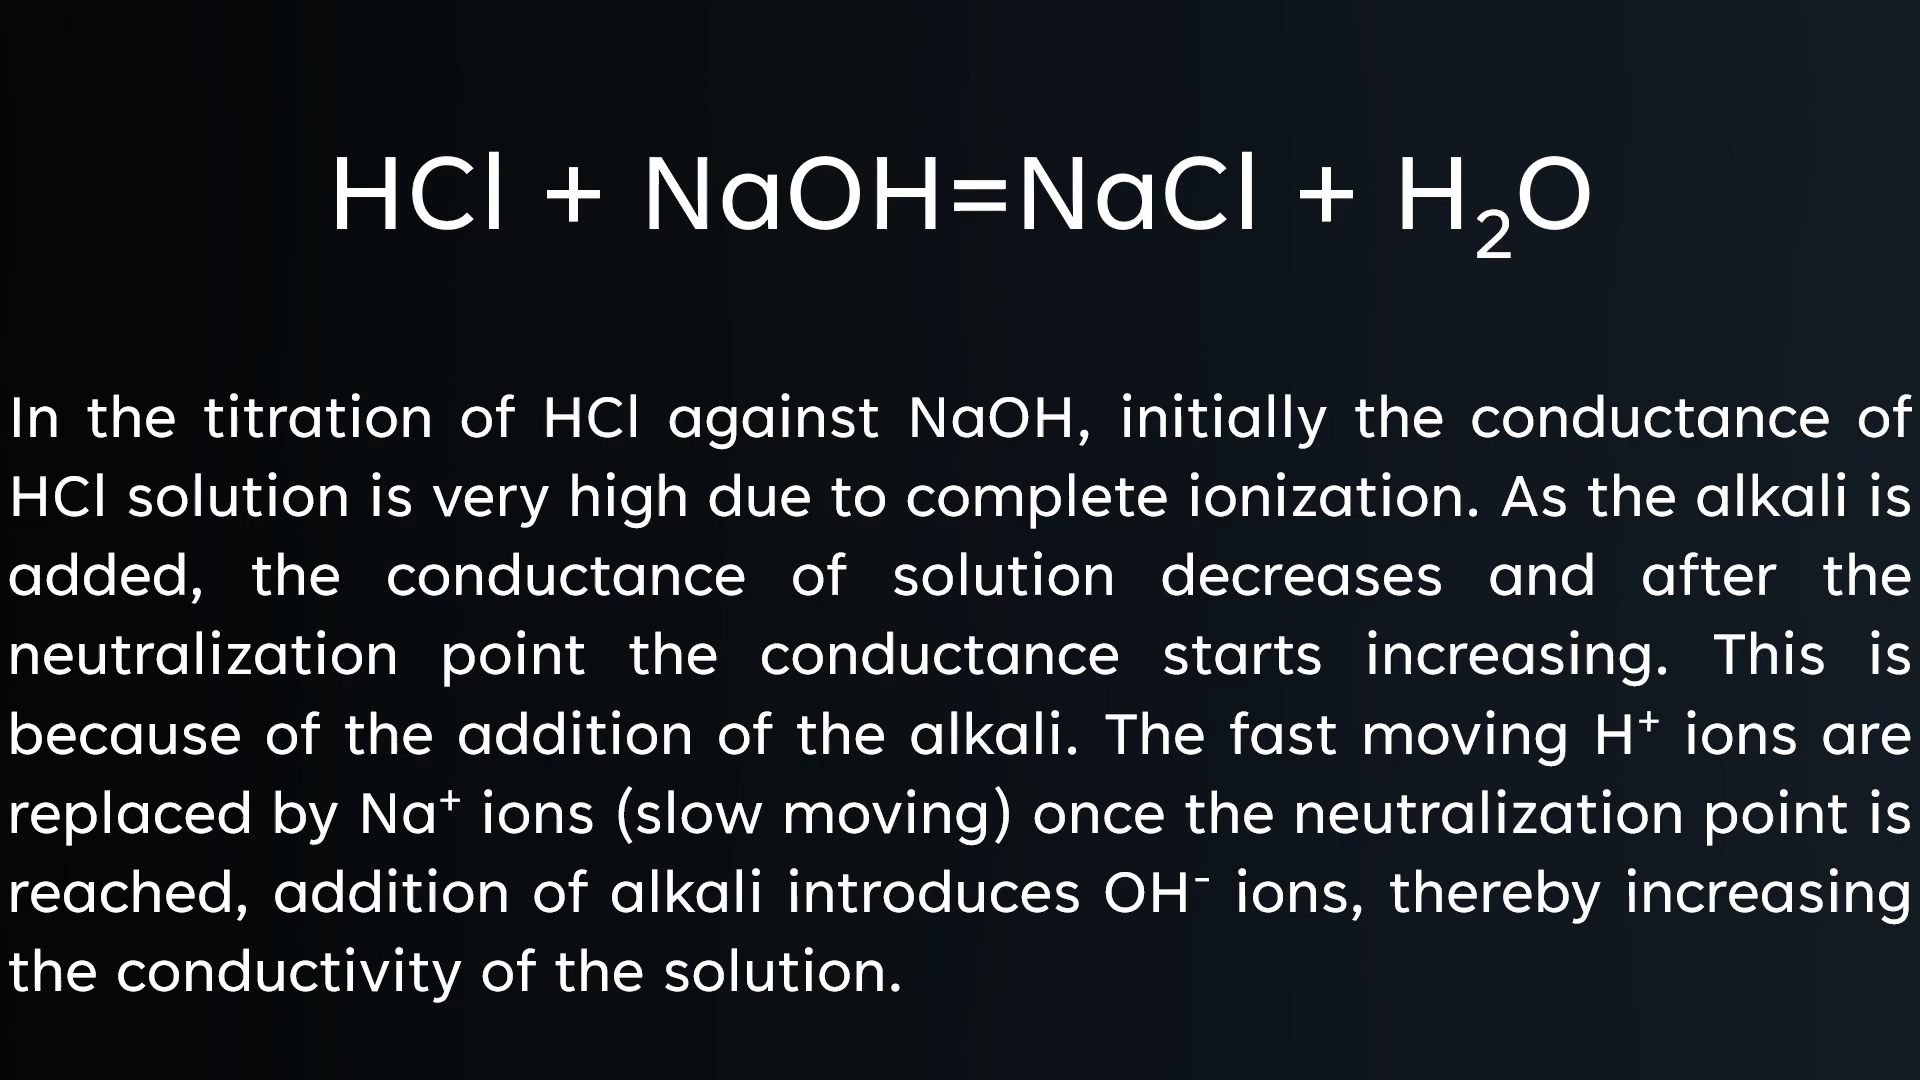 HCl + NaOH=NaCl + H₂O
In the titration of HCl against NaOH, initially the conductance of
HCl solution is very high due to complete ionization. As the alkali is
added, the conductance of solution decreases and after the
neutralization point the conductance starts increasing. This is
because of the addition of the alkali. The fast moving H⁺ ions are
replaced by Na⁺ ions (slow moving) once the neutralization point is
reached, addition of alkali introduces OH⁻ ions, thereby increasing
the conductivity of the solution.